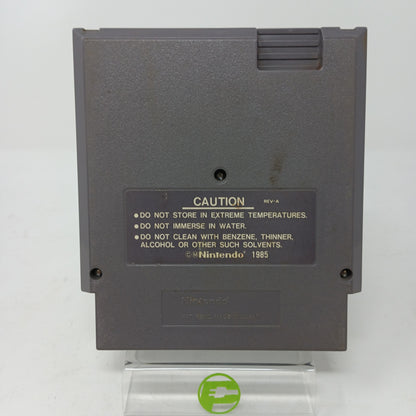 CAUTION REV-A
●DO NOT STORE IN EXTREME TEMPERATURES.
●DO NOT IMMERSE IN WATER.
●DO NOT CLEAN WITH BENZENE, THINNER,
ALCOHOL OR OTHER SUCH SOLVENTS.
©Ⓜ Nintendo® 1985
Nintendo